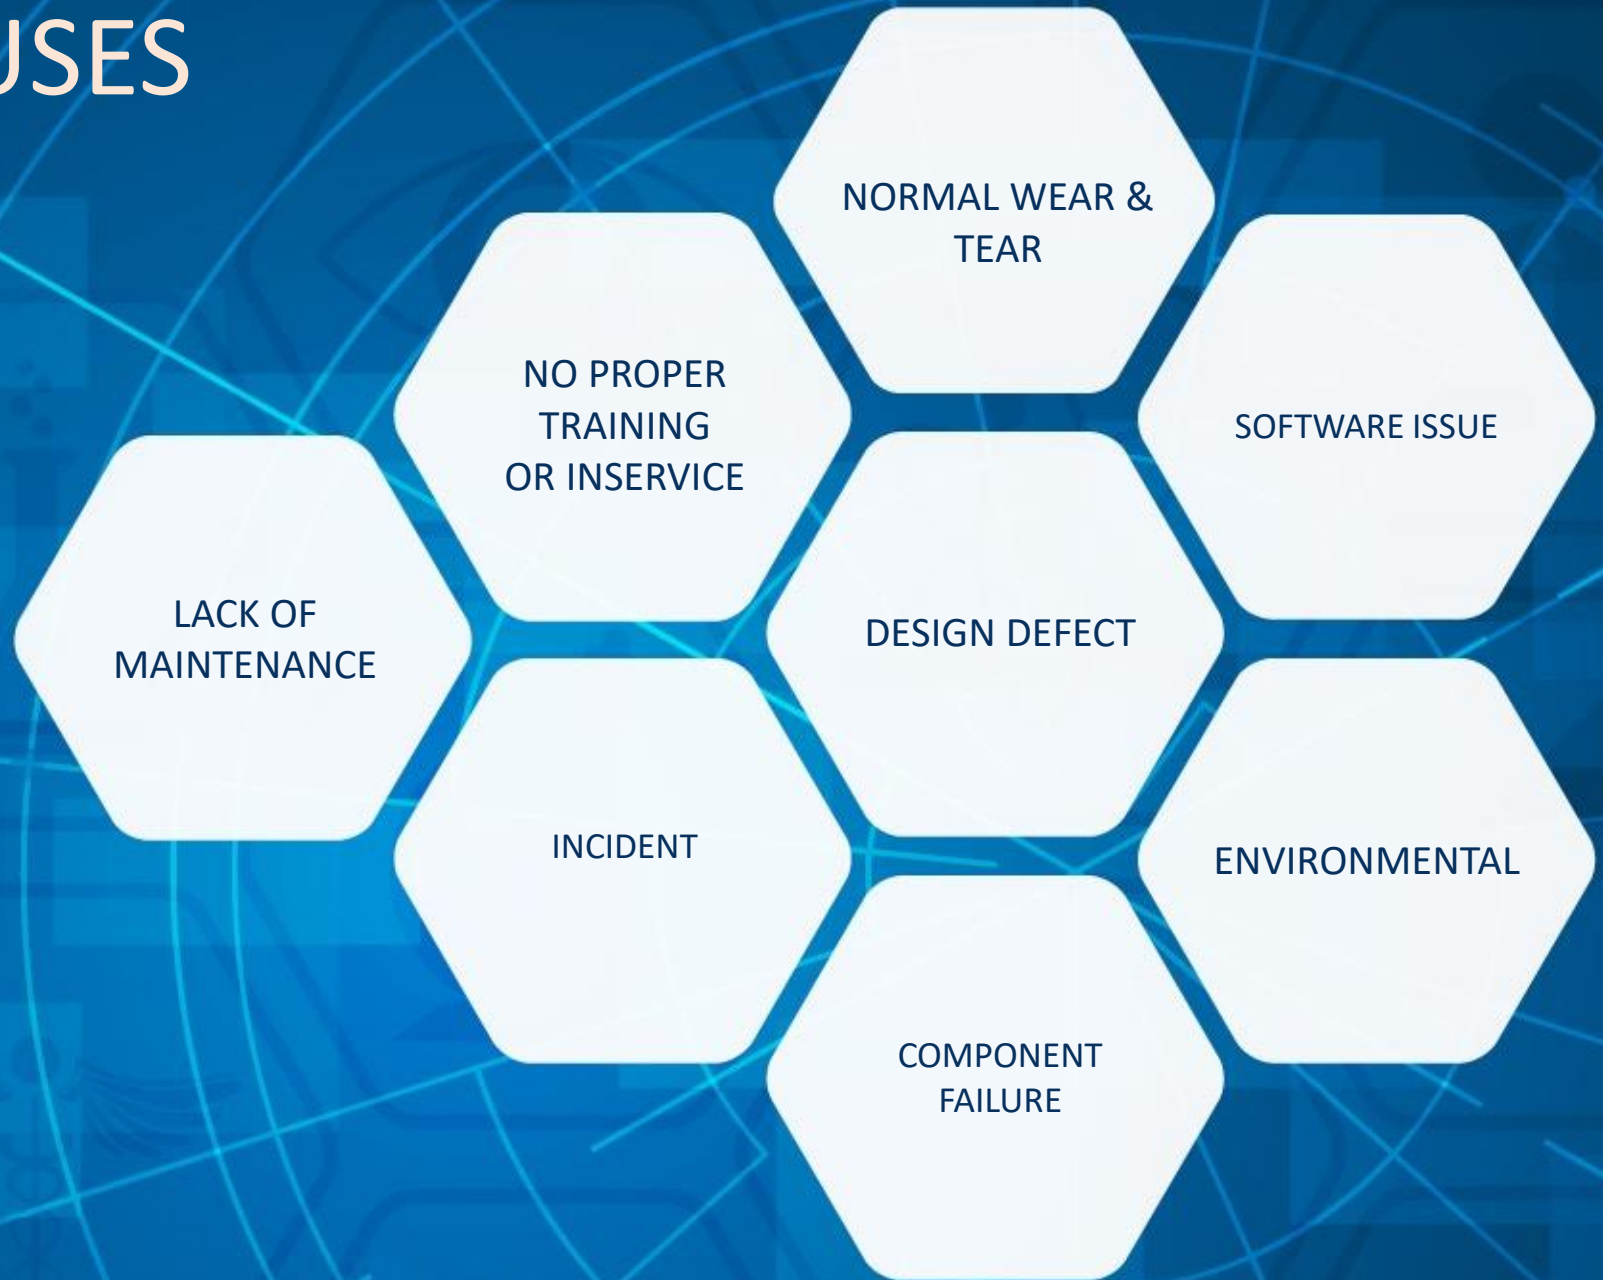 USES
NORMAL WEAR &
TEAR
NO PROPER
TRAINING
OR INSERVICE
SOFTWARE ISSUE
LACK OF
MAINTENANCE
DESIGN DEFECT
INCIDENT
ENVIRONMENTAL
COMPONENT
FAILURE